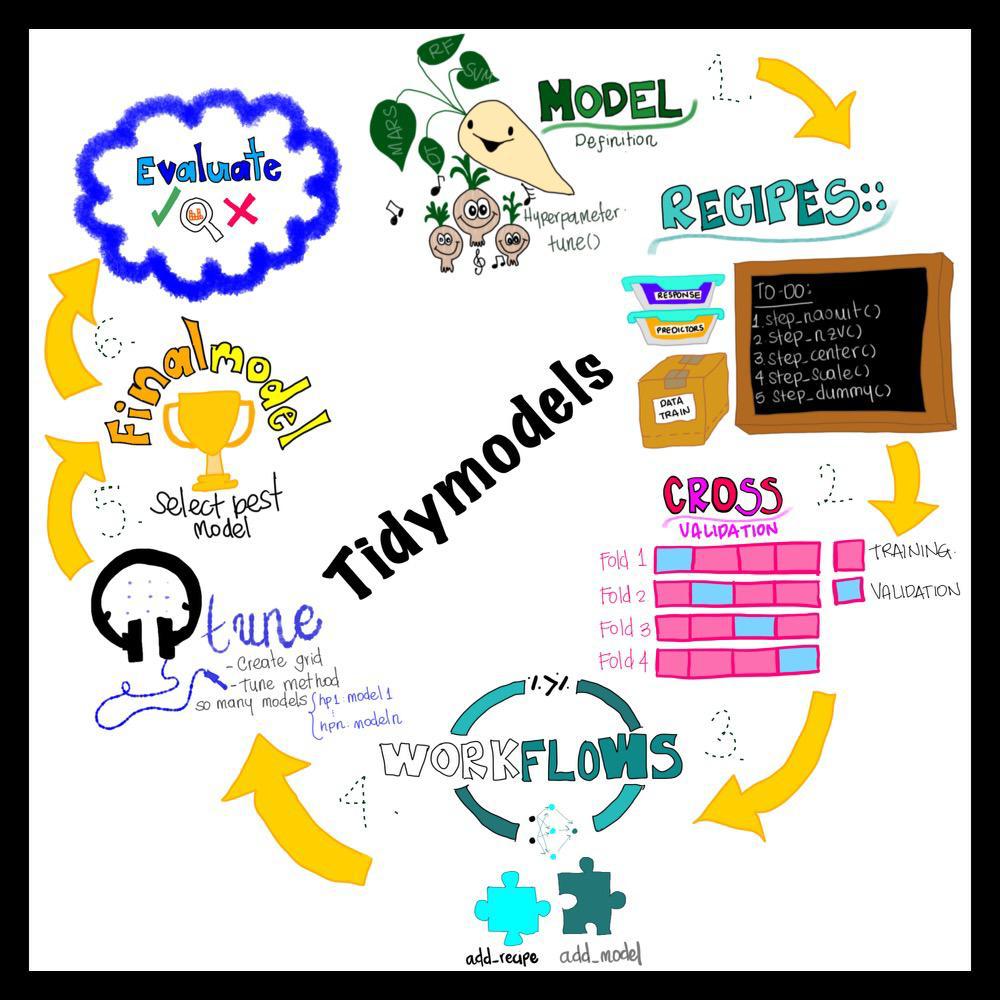 RF
SVM
MARS
DT
MODEL
Definition
Hyperpameter
tune()
1.
RECIPES::
RESPONSE
PREDICTORS
DATA
TRAIN
TO-DO:
1. step_naomit()
2 step_nzv()
3 step_center()
4 step_scale()
5 step_dummy()
2.
CROSS
VALIDATION
Fold 1
Fold 2
Fold 3
Fold 4
TRAINING.
VALIDATION
3.
%>%
WORKFLOWS
add_recipe
add_model
4.
tune
- Create grid
- Tune method
so many models { hp1: model 1
hpn: modeln
5.
Final model
select best
Model
6.
Evaluate
Tidymodels